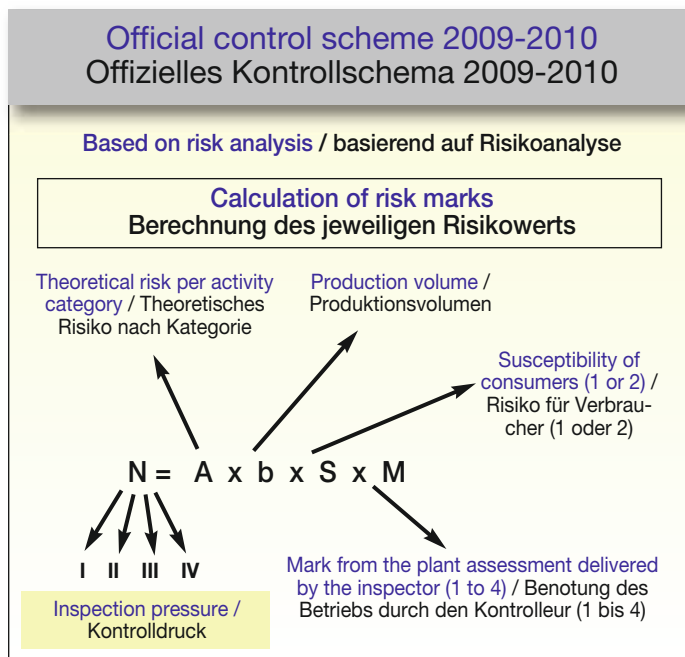 Official control scheme 2009-2010
Offizielles Kontrollschema 2009-2010
Based on risk analysis / basierend auf Risikoanalyse
Calculation of risk marks
Berechnung des jeweiligen Risikowerts
Theoretical risk per activity
category / Theoretisches
Risiko nach Kategorie
Production volume /
Produktionsvolumen
Susceptibility of
consumers (1 or 2) /
Risiko für Verbrau-
cher (1 oder 2)
N = A x b x S x M
I II III IV
Inspection pressure /
Kontrolldruck
Mark from the plant assessment delivered
by the inspector (1 to 4) / Benotung des
Betriebs durch den Kontrolleur (1 bis 4)